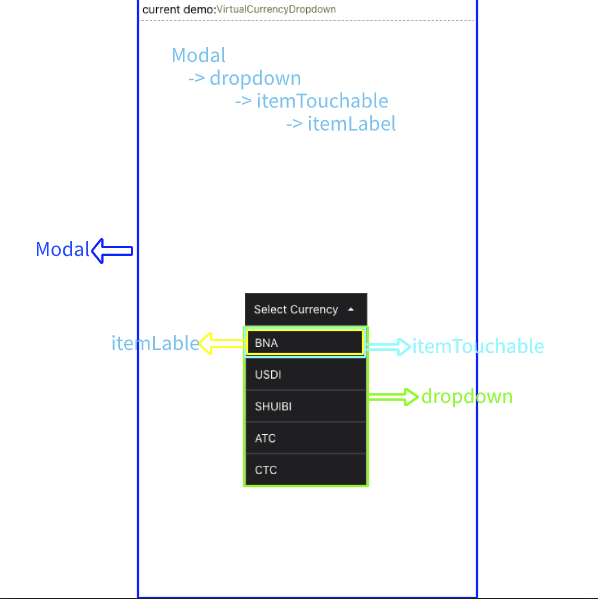 current demo:VirtualCurrencyDropdown
Modal
-> dropdown
-> itemTouchable
-> itemLabel
Modal
Select Currency
itemLable
BNA
itemTouchable
USDI
dropdown
SHUIBI
ATC
CTC